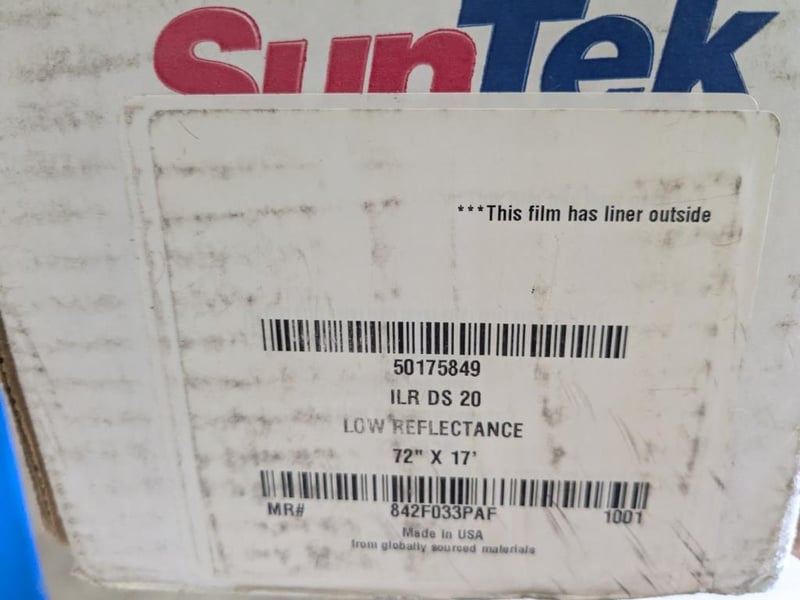 SunTek
***This film has liner outside
50175849
ILR DS 20
LOW REFLECTANCE
72" X 17'
MR# 842F033PAF 1001
Made in USA
from globally sourced materials